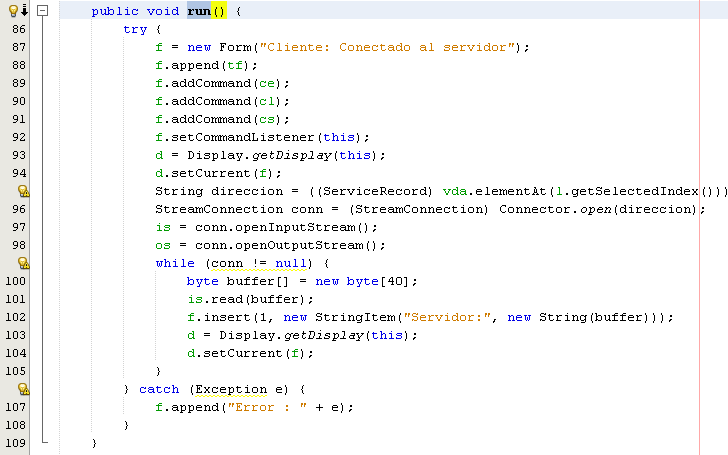 public void run() {
86 try {
87 f = new Form("Cliente: Conectado al servidor");
88 f.append(tf);
89 f.addCommand(ce);
90 f.addCommand(cl);
91 f.addCommand(cs);
92 f.setCommandListener(this);
93 d = Display.getDisplay(this);
94 d.setCurrent(f);
String direccion = ((ServiceRecord) vda.elementAt(l.getSelectedIndex()))
96 StreamConnection conn = (StreamConnection) Connector.open(direccion);
97 is = conn.openInputStream();
98 os = conn.openOutputStream();
while (conn != null) {
100 byte buffer[] = new byte[40];
101 is.read(buffer);
102 f.insert(1, new StringItem("Servidor:", new String(buffer)));
103 d = Display.getDisplay(this);
104 d.setCurrent(f);
105 }
} catch (Exception e) {
107 f.append("Error : " + e);
108 }
109 }